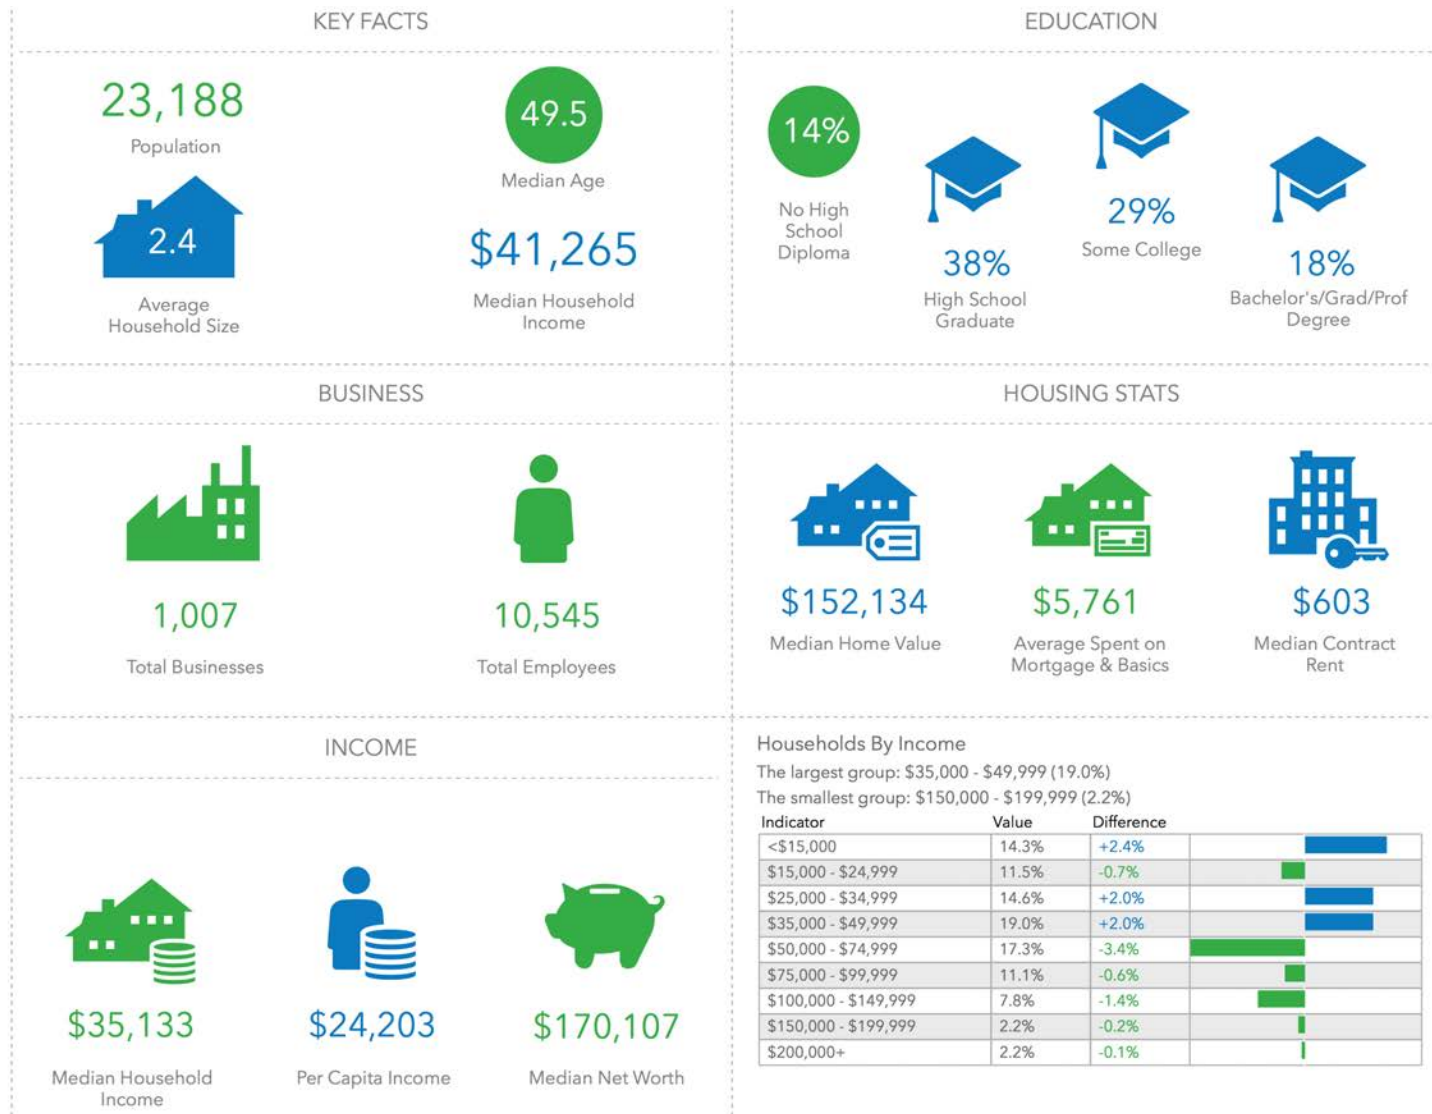 KEY FACTS
23,188
Population
49.5
Median Age
2.4
Average
Household Size
$41,265
Median Household
Income
EDUCATION
14%
No High
School
Diploma
38%
High School
Graduate
29%
Some College
18%
Bachelor's/Grad/Prof
Degree
BUSINESS
1,007
Total Businesses
10,545
Total Employees
HOUSING STATS
$152,134
Median Home Value
$5,761
Average Spent on
Mortgage & Basics
$603
Median Contract
Rent
INCOME
$35,133
Median Household
Income
$24,203
Per Capita Income
$170,107
Median Net Worth
Households By Income
The largest group: $35,000 - $49,999 (19.0%)
The smallest group: $150,000 - $199,999 (2.2%)
Indicator Value Difference
<$15,000 14.3% +2.4%
$15,000 - $24,999 11.5% -0.7%
$25,000 - $34,999 14.6% +2.0%
$35,000 - $49,999 19.0% +2.0%
$50,000 - $74,999 17.3% -3.4%
$75,000 - $99,999 11.1% -0.6%
$100,000 - $149,999 7.8% -1.4%
$150,000 - $199,999 2.2% -0.2%
$200,000+ 2.2% -0.1%